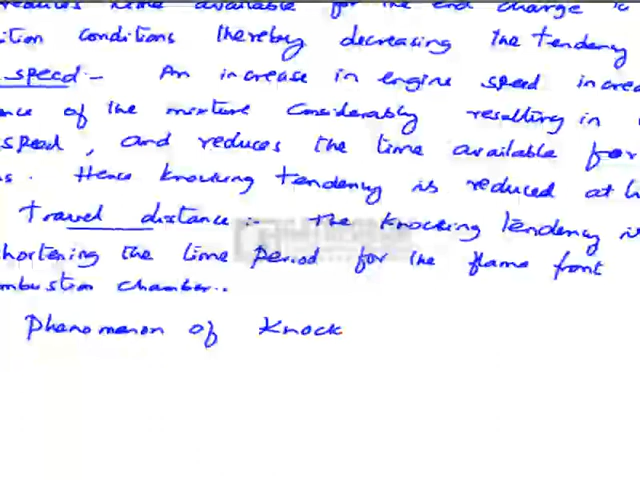 time available for the end charge
ition conditions thereby decreasing the tendency
speed - An increase in engine speed increa
nce of the mixture considerably resulting in
speed, and reduces the time available for
s. Hence knocking tendency is reduced at hi
travel distance :- The knocking tendency is
hortening the time period for the flame front
mbustion chamber..
Phenomenon of Knock